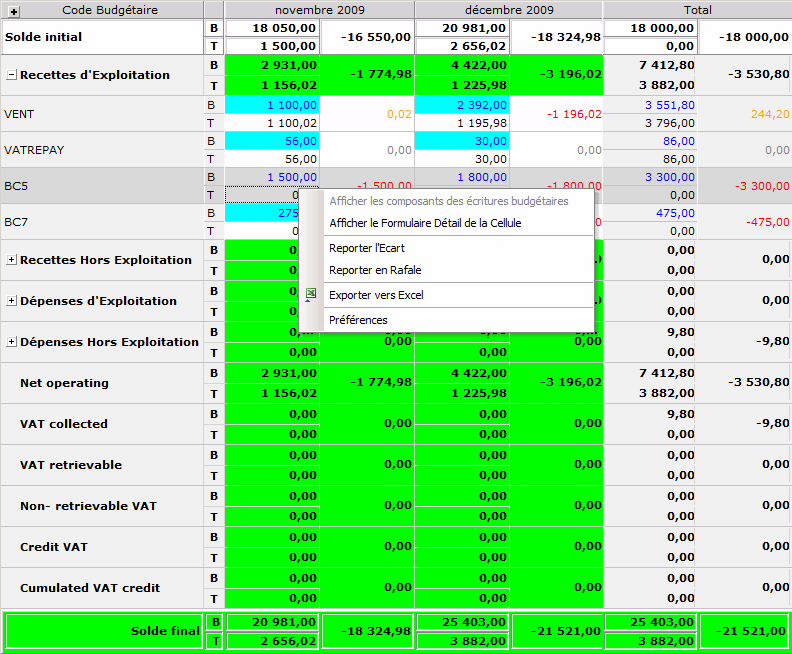 Code Budgétaire novembre 2009 décembre 2009 Total
Solde initial B 18 050,00 -16 550,00 20 981,00 -18 324,98 18 000,00 -18 000,00
T 1 500,00 2 656,02 0,00
Recettes d'Exploitation B 2 931,00 -1 774,98 4 422,00 -3 196,02 7 412,80 -3 530,80
T 1 156,02 1 225,98 3 882,00
VENT B 1 100,00 0,02 2 392,00 -1 196,02 3 551,80 244,20
T 1 100,02 1 195,98 3 796,00
VATREPAY B 56,00 0,00 30,00 0,00 86,00 0,00
T 56,00 30,00 86,00
BC5 B 1 500,00 -1 500,00 1 800,00 -1 800,00 3 300,00 -3 300,00
T 0,00
BC7 B 275 475,00 -475,00
T 0,00
Afficher les composants des écritures budgétaires
Afficher le Formulaire Détail de la Cellule
Reporter l'Ecart
Reporter en Rafale
Exporter vers Excel
Préférences
Recettes Hors Exploitation B 0,00 0,00
T 0,00
Dépenses d'Exploitation B 0,00 0,00
T 0,00
Dépenses Hors Exploitation B 0,00 0,00 0,00 0,00 9,80 -9,80
T 0,00 0,00 0,00
Net operating B 2 931,00 -1 774,98 4 422,00 -3 196,02 7 412,80 -3 530,80
T 1 156,02 1 225,98 3 882,00
VAT collected B 0,00 0,00 0,00 0,00 9,80 -9,80
T 0,00 0,00 0,00
VAT retrievable B 0,00 0,00 0,00 0,00 0,00 0,00
T 0,00 0,00 0,00
Non- retrievable VAT B 0,00 0,00 0,00 0,00 0,00 0,00
T 0,00 0,00 0,00
Credit VAT B 0,00 0,00 0,00 0,00 0,00 0,00
T 0,00 0,00 0,00
Cumulated VAT credit B 0,00 0,00 0,00 0,00 0,00 0,00
T 0,00 0,00 0,00
Solde final B 20 981,00 -18 324,98 25 403,00 -21 521,00 25 403,00 -21 521,00
T 2 656,02 3 882,00 3 882,00